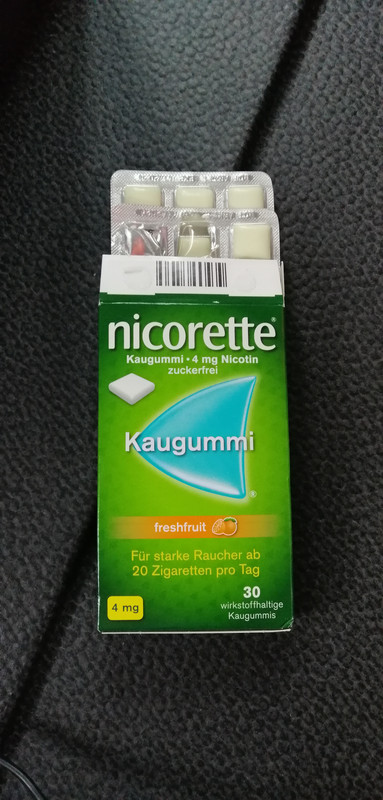 nicorette®
Kaugummi • 4 mg Nicotin
zuckerfrei
Kaugummi
®
freshfruit
Für starke Raucher ab
20 Zigaretten pro Tag
30
wirkstoffhaltige
Kaugummis
4 mg